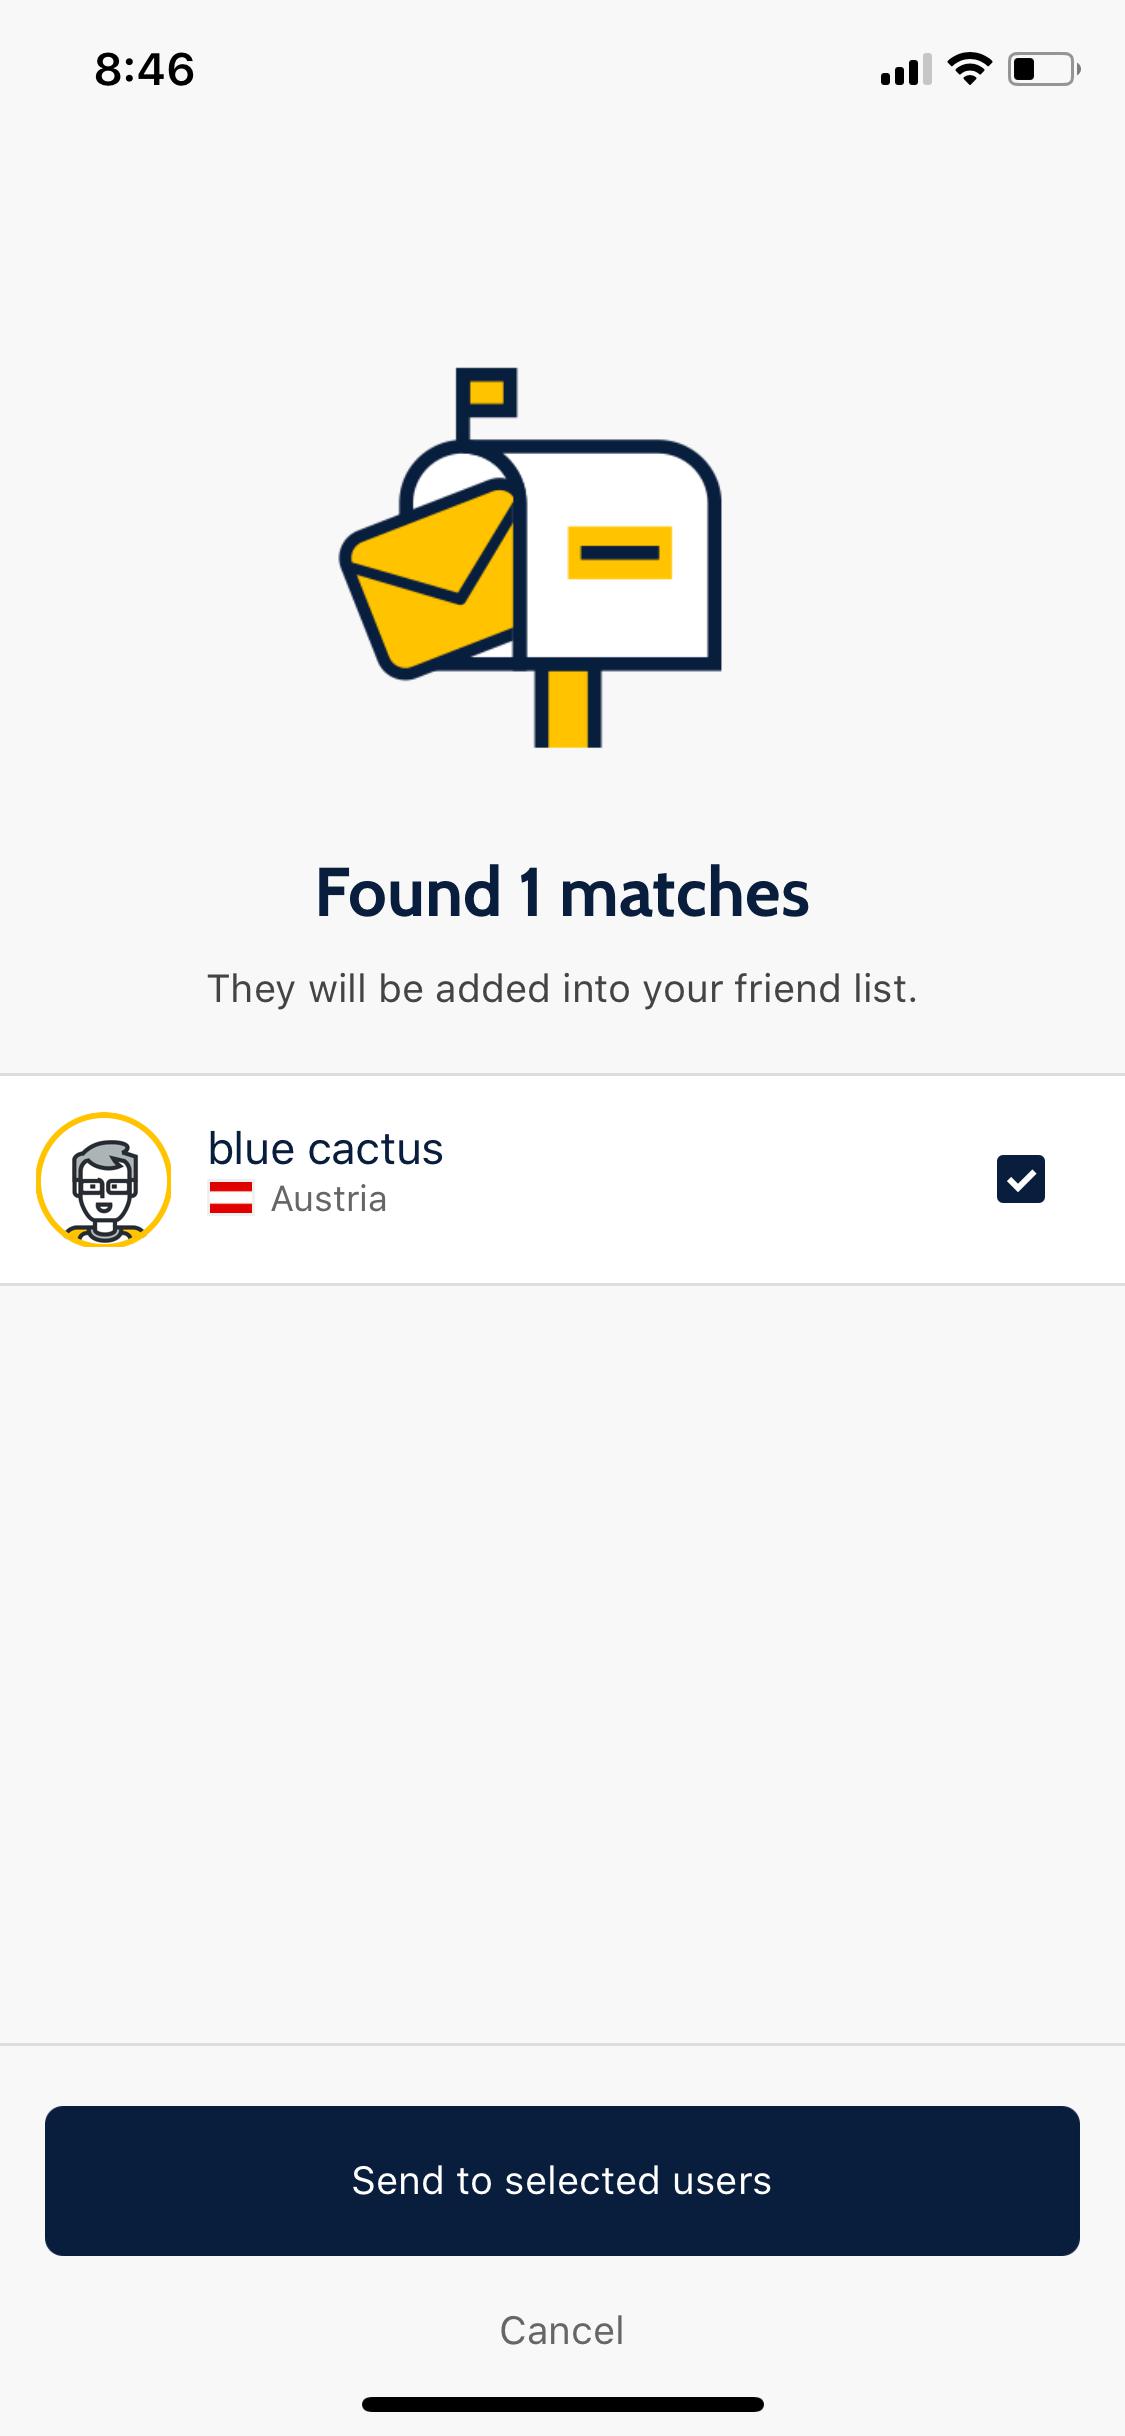 8:46
Found 1 matches
They will be added into your friend list.
blue cactus
Austria
Send to selected users
Cancel